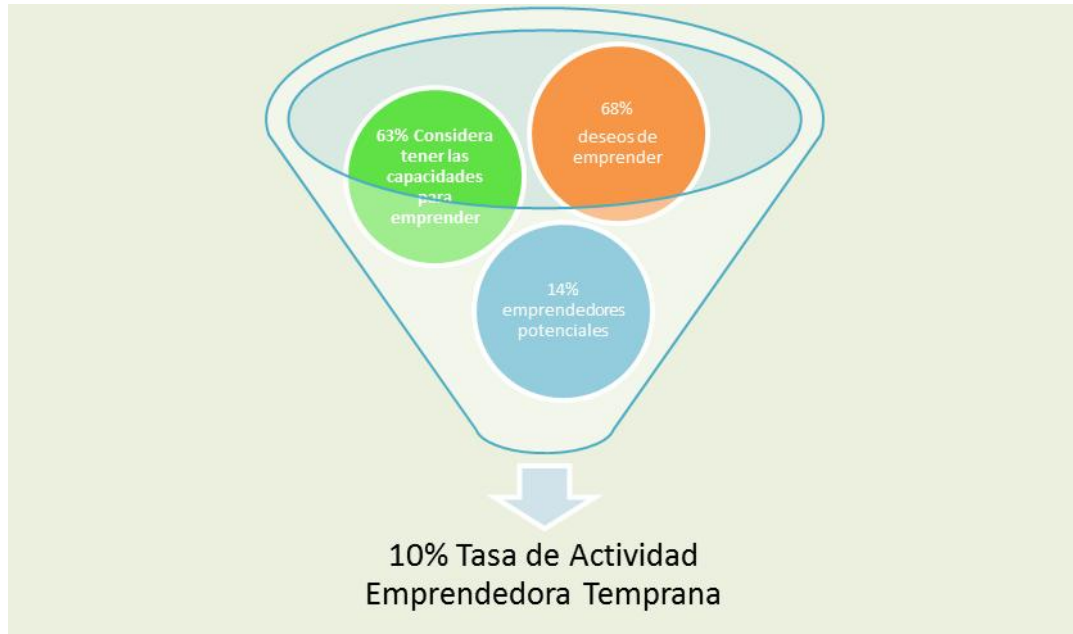 68%
deseos de
emprender
63% Considera
tener las
capacidades
para
emprender
14%
emprendedores
potenciales
10% Tasa de Actividad
Emprendedora Temprana